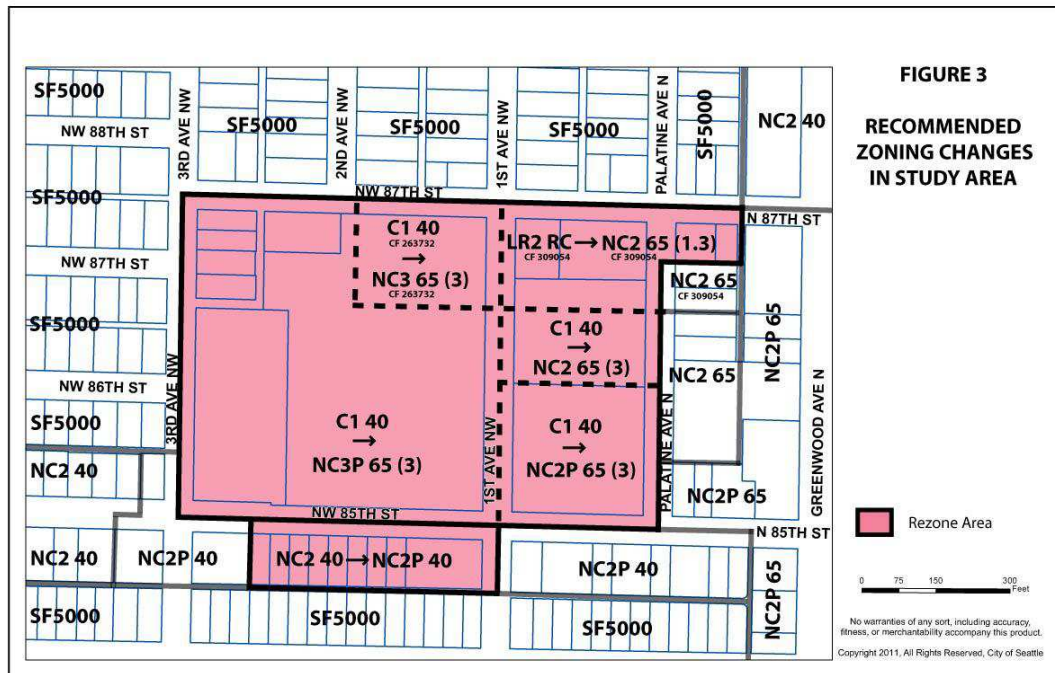 FIGURE 3
RECOMMENDED
ZONING CHANGES
IN STUDY AREA
SF5000
3RD AVE NW
SF5000
2ND AVE NW
SF5000
1ST AVE NW
SF5000
PALATINE AVE N
SF5000
NC2 40
NW 88TH ST
SF5000
NW 87TH ST
N 87TH ST
C1 40
CF 263732
→
NC3 65 (3)
CF 263732
LR2 RC → NC2 65 (1.3)
CF 309054 CF 309054
NW 87TH ST
NC2 65
CF 309054
SF5000
C1 40
→
NC2 65 (3)
NC2P 65
NC2 65
NW 86TH ST
3RD AVE NW
SF5000
C1 40
→
NC3P 65 (3)
1ST AVE NW
C1 40
→
NC2P 65 (3)
PALATINE AVE N
GREENWOOD AVE N
NC2 40
NC2P 65
NW 85TH ST
N 85TH ST
Rezone Area
NC2 40
NC2P 40
NC2 40 → NC2P 40
NC2P 40
NC2P 65
SF5000
SF5000
SF5000
0 75 150 300
Feet
No warranties of any sort, including accuracy,
fitness, or merchantability accompany this product.
Copyright 2011, All Rights Reserved, City of Seattle